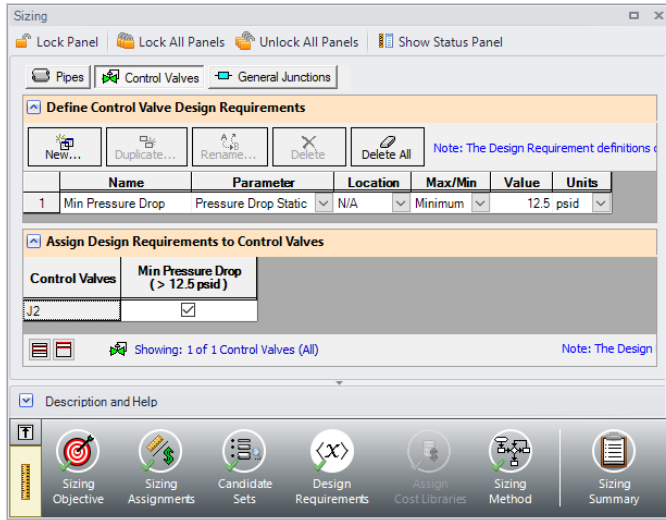 Sizing
Lock Panel Lock All Panels Unlock All Panels Show Status Panel
Pipes Control Valves General Junctions
Define Control Valve Design Requirements
New... Duplicate... Rename... Delete Delete All Note: The Design Requirement definitions
Name Parameter Location Max/Min Value Units
1 Min Pressure Drop Pressure Drop Static N/A Minimum 12.5 psid
Assign Design Requirements to Control Valves
Control Valves Min Pressure Drop
( > 12.5 psid )
J2
Showing: 1 of 1 Control Valves (All) Note: The Design
Description and Help
Sizing Sizing Candidate Design Assign Sizing Sizing
Objective Assignments Sets Requirements Cost Libraries Method Summary